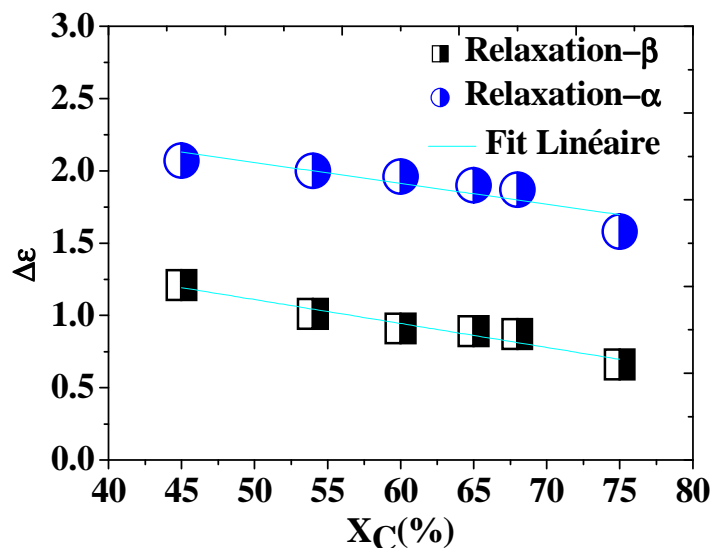 3.0
2.5
2.0
1.5
1.0
0.5
0.0
Δε
Relaxation–β
Relaxation–α
Fit Linéaire
40 45 50 55 60 65 70 75 80
X_C(%)